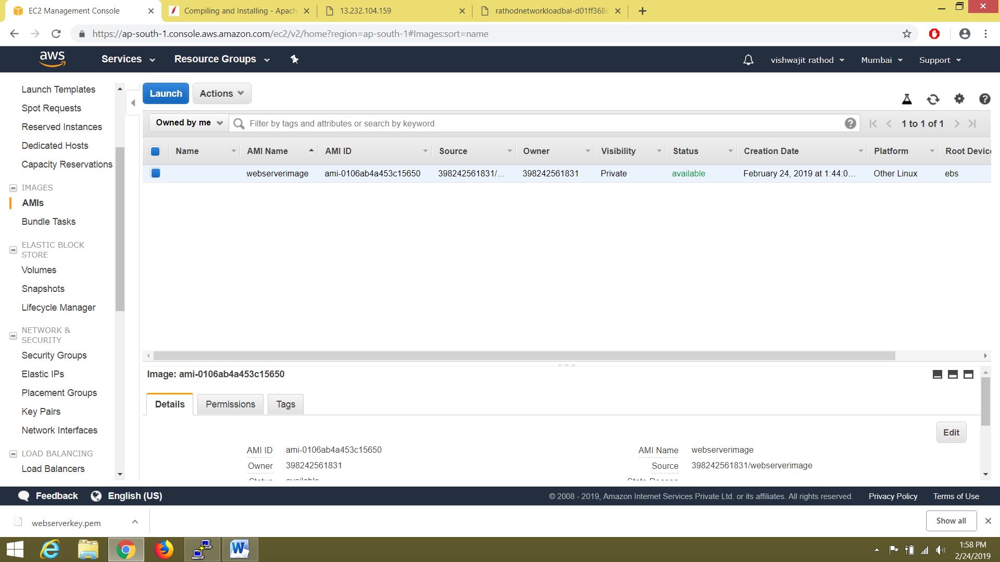 EC2 Management Console
Compiling and Installing - Apach
13.232.104.159
rathodnetworkloadbal-d01ff368c
https://ap-south-1.console.aws.amazon.com/ec2/v2/home?region=ap-south-1#Images:sort=name
aws Services Resource Groups vishwajit rathod Mumbai Support
Launch Templates
Spot Requests
Reserved Instances
Dedicated Hosts
Capacity Reservations
IMAGES
AMIs
Bundle Tasks
ELASTIC BLOCK
STORE
Volumes
Snapshots
Lifecycle Manager
NETWORK &
SECURITY
Security Groups
Elastic IPs
Placement Groups
Key Pairs
Network Interfaces
LOAD BALANCING
Load Balancers
Launch Actions
Owned by me Filter by tags and attributes or search by keyword 1 to 1 of 1
Name AMI Name AMI ID Source Owner Visibility Status Creation Date Platform Root Device
webserverimage ami-0106ab4a453c15650 398242561831/... 398242561831 Private available February 24, 2019 at 1:44:0... Other Linux ebs
Image: ami-0106ab4a453c15650
Details Permissions Tags
Edit
AMI ID ami-0106ab4a453c15650 AMI Name webserverimage
Owner 398242561831 Source 398242561831/webserverimage
Status available State Reason
Feedback English (US) © 2008 - 2019, Amazon Internet Services Private Ltd. or its affiliates. All rights reserved. Privacy Policy Terms of Use
webserverkey.pem Show all
1:58 PM
2/24/2019